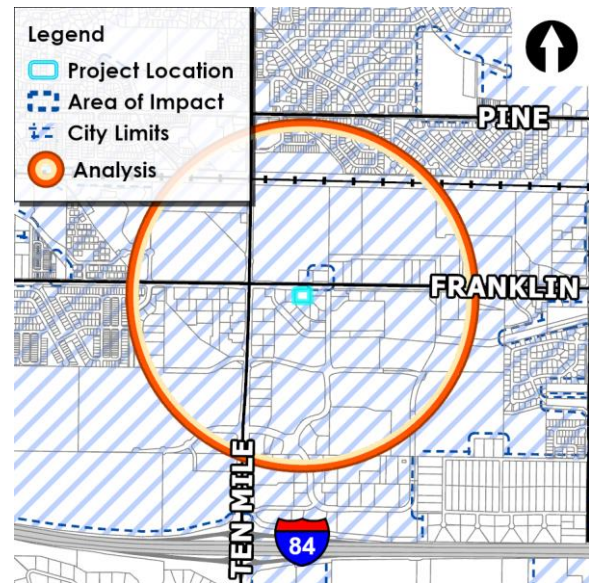 Legend
Project Location
Area of Impact
City Limits
Analysis
PINE
FRANKLIN
TEN MILE
84